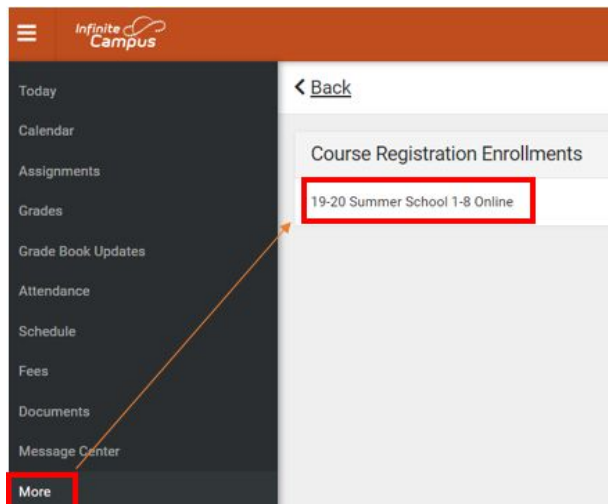 Infinite
Campus
Today
Calendar
Assignments
Grades
Grade Book Updates
Attendance
Schedule
Fees
Documents
Message Center
More
Back
Course Registration Enrollments
19-20 Summer School 1-8 Online